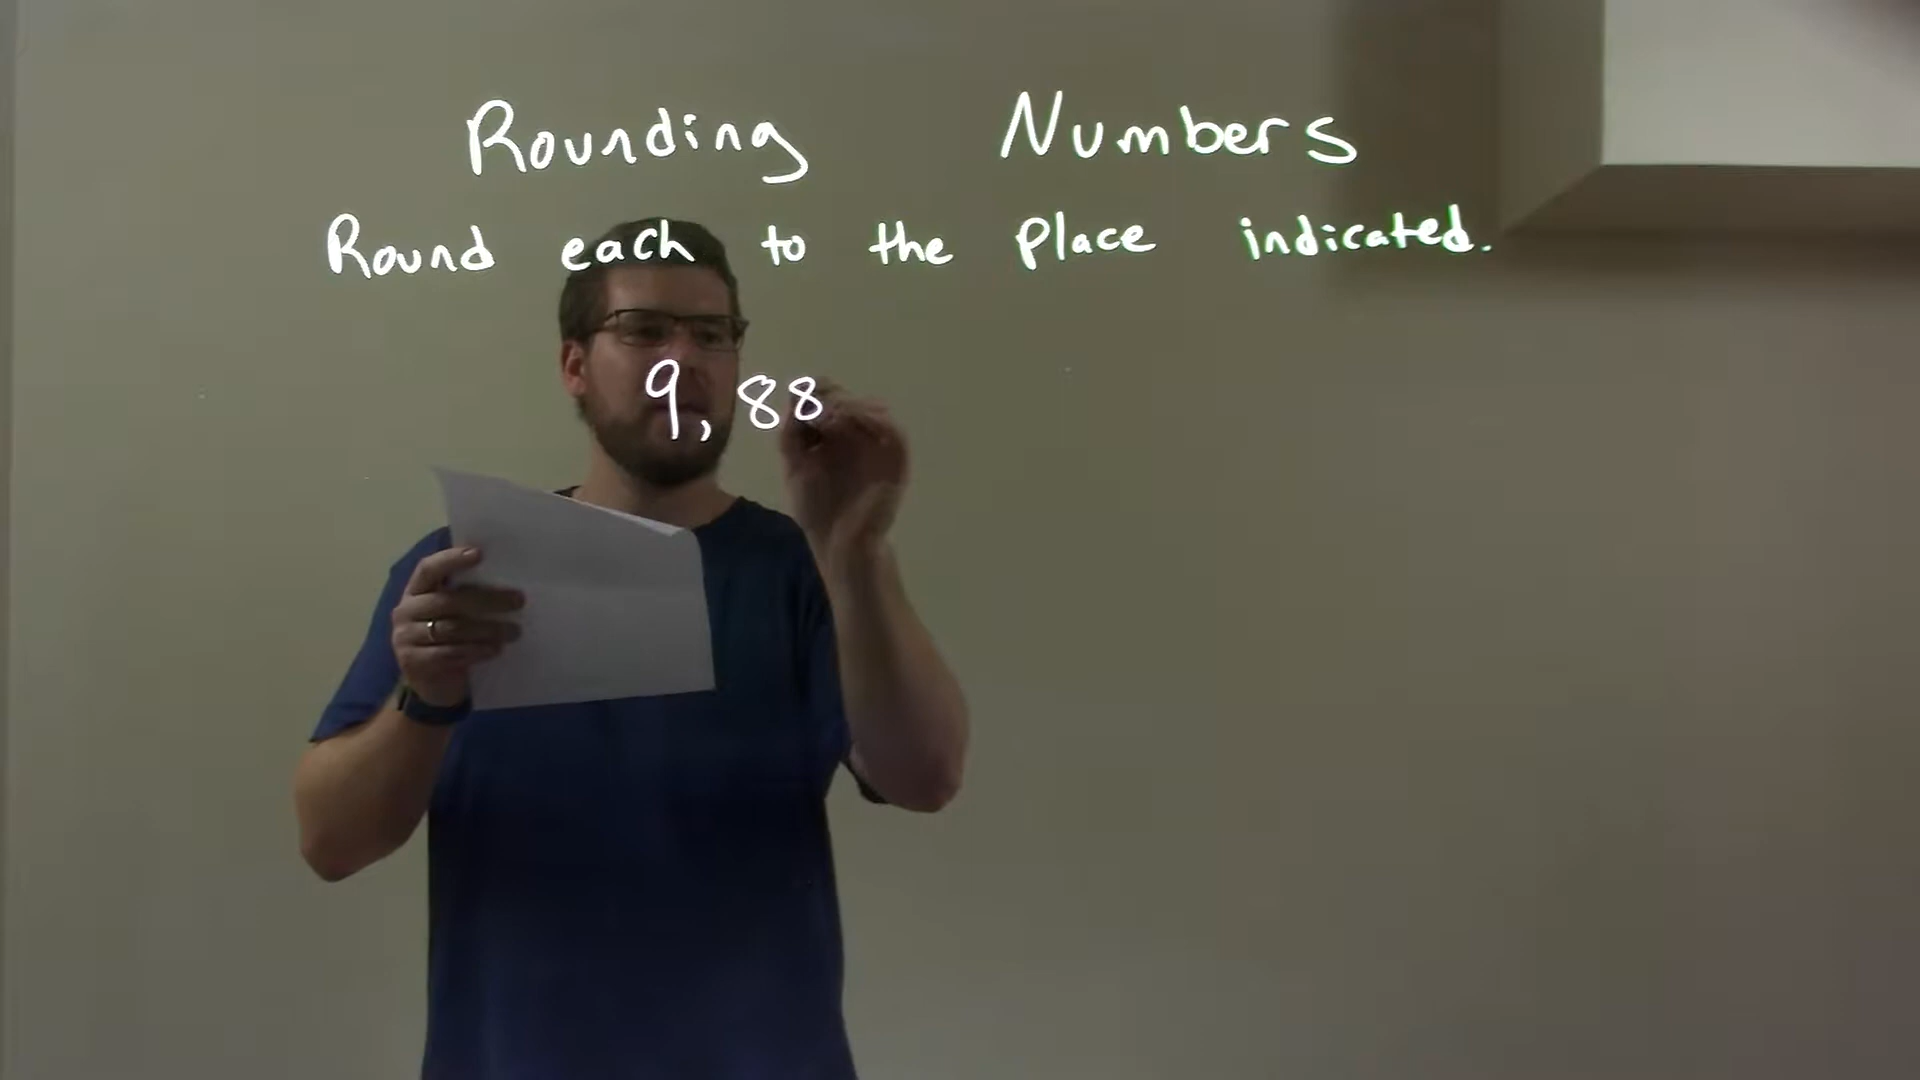 Rounding Numbers
Round each to the place indicated.
9,88